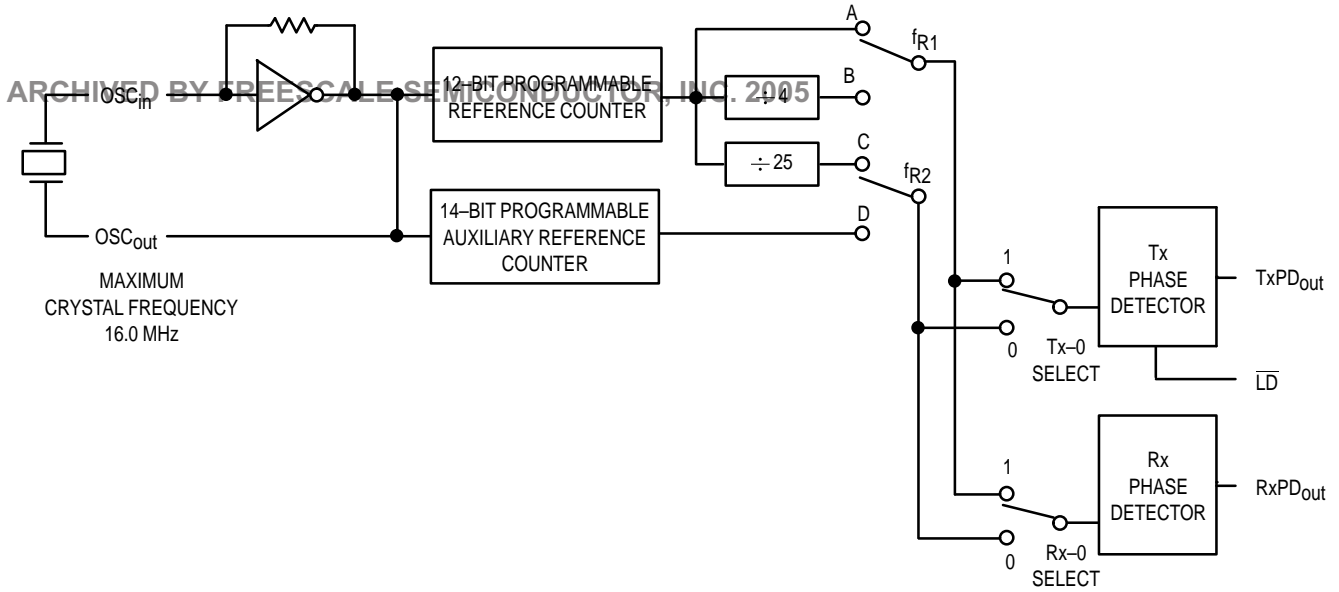 A
fR1
ARCHIVED BY FREESCALE SEMICONDUCTOR, INC. 2005
OSCin
12–BIT PROGRAMMABLE
REFERENCE COUNTER
÷ 4
B
÷ 25
C
fR2
14–BIT PROGRAMMABLE
AUXILIARY REFERENCE
COUNTER
D
OSCout
MAXIMUM
CRYSTAL FREQUENCY
16.0 MHz
1
0
Tx–0
SELECT
Tx
PHASE
DETECTOR
TxPDout
LD
1
0
Rx–0
SELECT
Rx
PHASE
DETECTOR
RxPDout